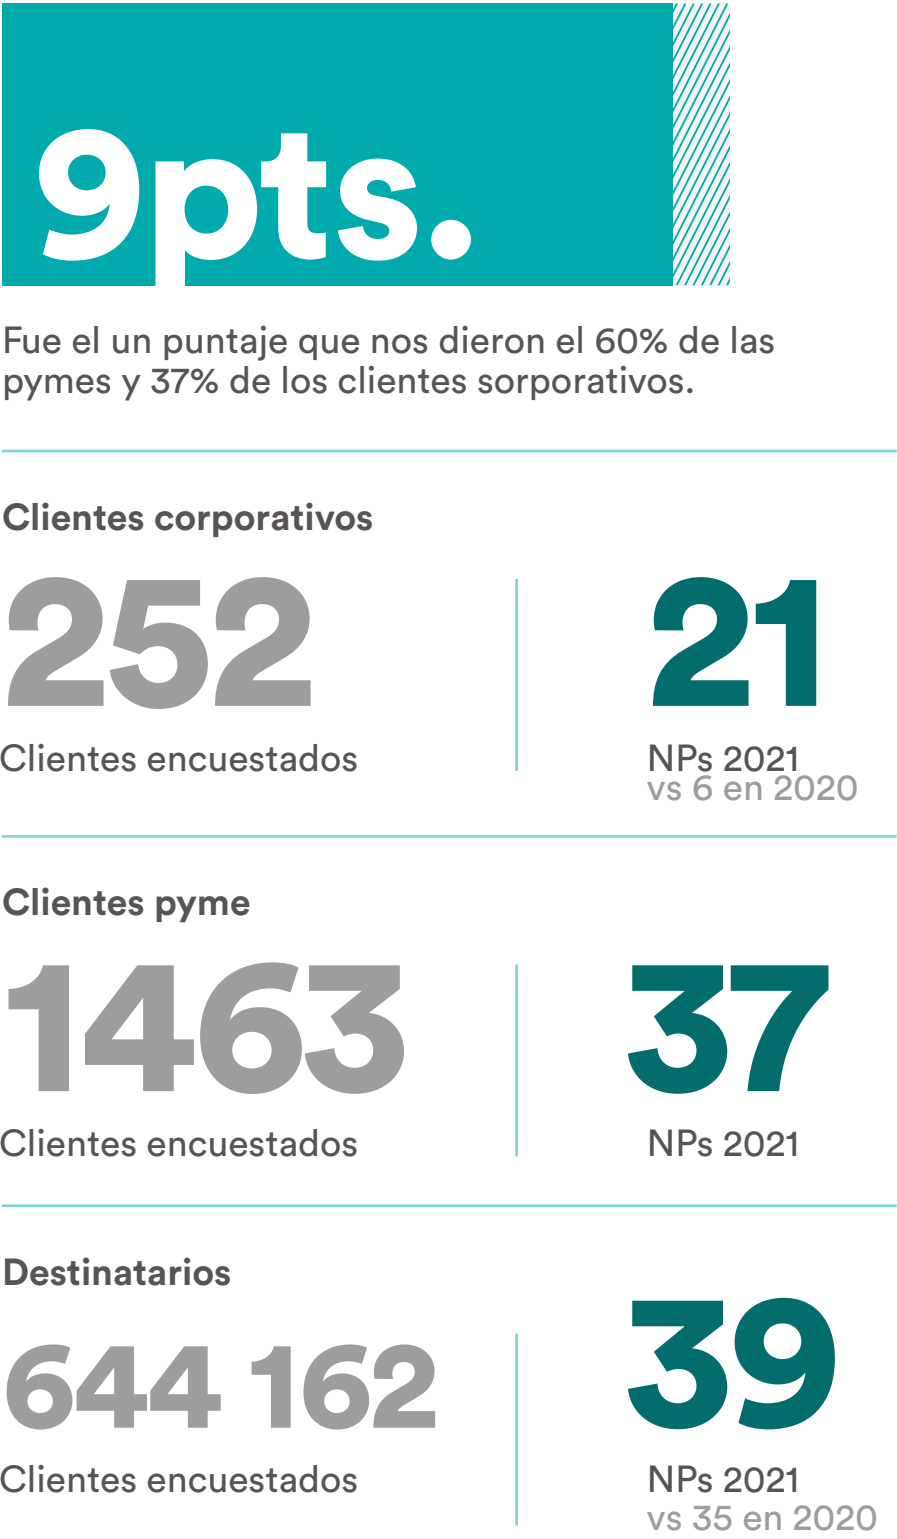 9pts.
Fue el un puntaje que nos dieron el 60% de las
pymes y 37% de los clientes sorporativos.
Clientes corporativos
252
Clientes encuestados
21
NPs 2021
vs 6 en 2020
Clientes pyme
1463
Clientes encuestados
37
NPs 2021
Destinatarios
644 162
Clientes encuestados
39
NPs 2021
vs 35 en 2020